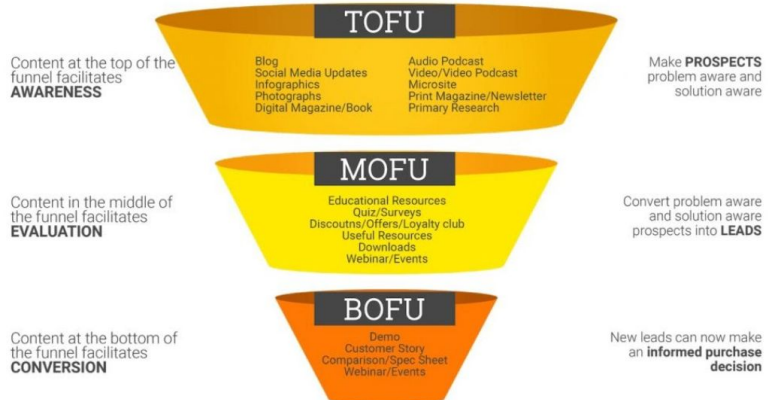 TOFU
Content at the top of the
funnel facilitates
AWARENESS
Blog
Social Media Updates
Infographics
Photographs
Digital Magazine/Book
Audio Podcast
Video/Video Podcast
Microsite
Print Magazine/Newsletter
Primary Research
Make PROSPECTS
problem aware and
solution aware
MOFU
Content in the middle of
the funnel facilitates
EVALUATION
Educational Resources
Quiz/Surveys
Discoutns/Offers/Loyalty club
Useful Resources
Downloads
Webinar/Events
Convert problem aware
and solution aware
prospects into LEADS
BOFU
Content at the bottom of
the funnel facilitates
CONVERSION
Demo
Customer Story
Comparison/Spec Sheet
Webinar/Events
New leads can now make
an informed purchase
decision